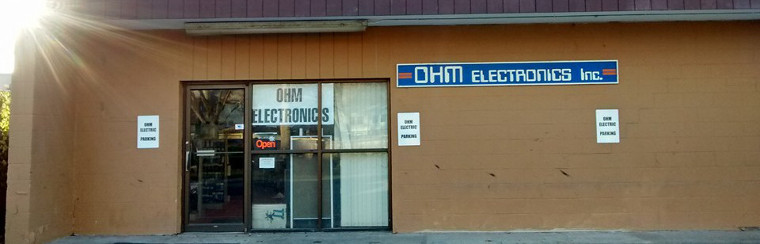 OHM ELECTRONICS Inc.
OHM
ELECTRONICS
Open
OHM
ELECTRIC
PARKING
OHM
ELECTRIC
PARKING
OHM
ELECTRIC
PARKING